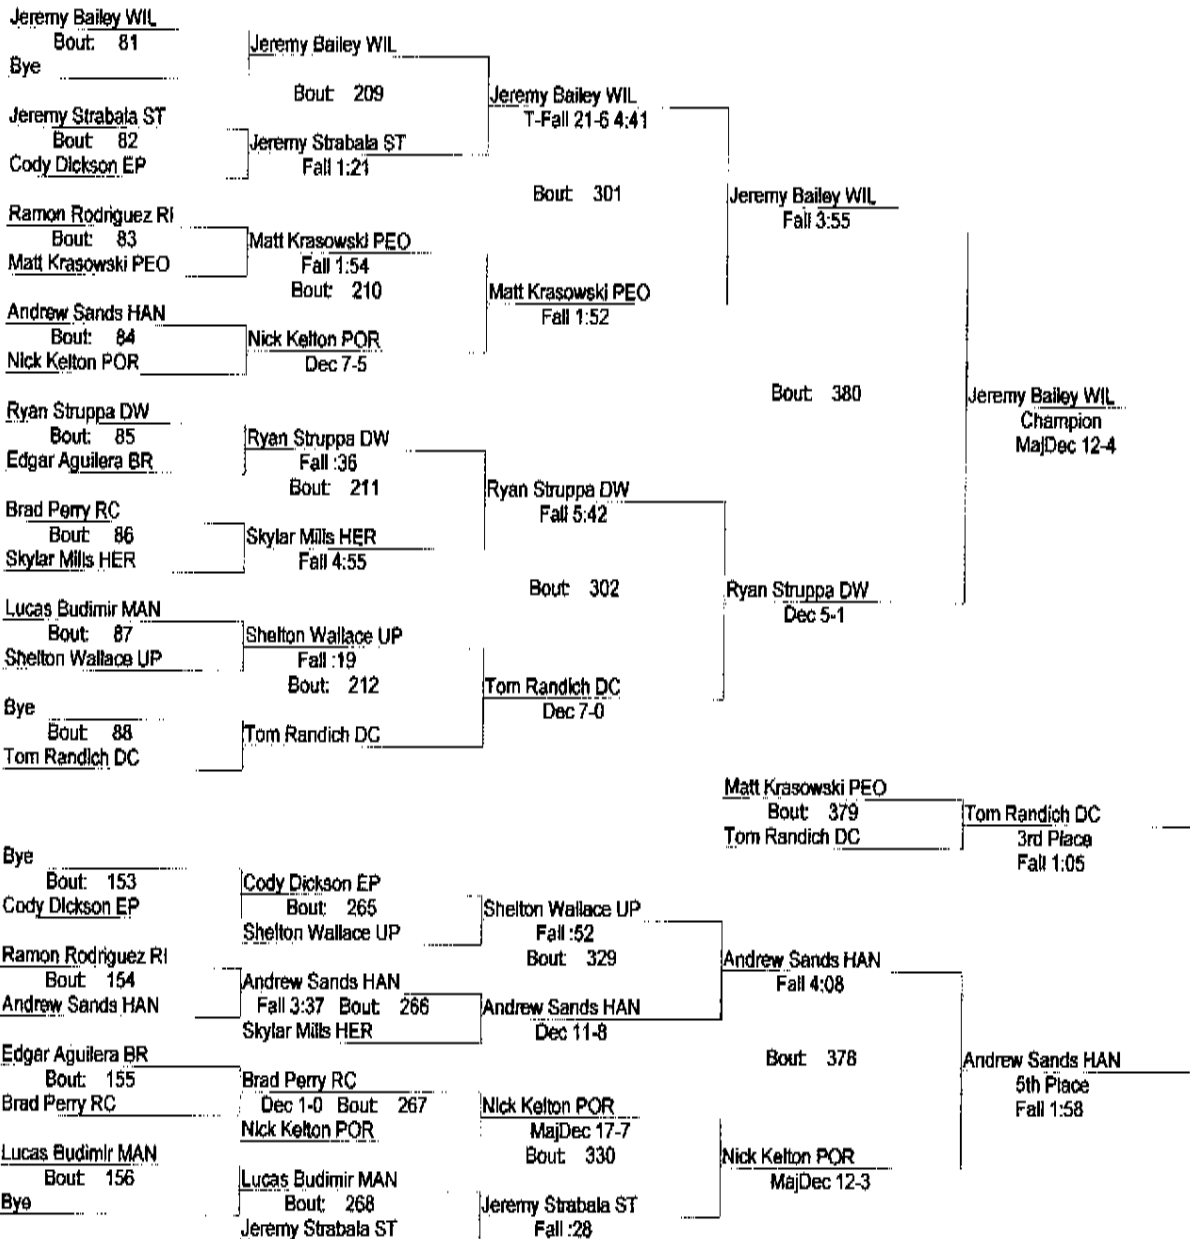 Jeremy Bailey WIL
Bout: 81
Bye
Jeremy Bailey WIL
Bout: 209
Jeremy Strabala ST
Bout: 82
Cody Dickson EP
Jeremy Strabala ST
Fall 1:21
Jeremy Bailey WIL
T-Fall 21-6 4:41
Bout: 301
Ramon Rodriguez RI
Bout: 83
Matt Krasowski PEO
Matt Krasowski PEO
Fall 1:54
Bout: 210
Andrew Sands HAN
Bout: 84
Nick Kelton POR
Nick Kelton POR
Dec 7-5
Matt Krasowski PEO
Fall 1:52
Jeremy Bailey WIL
Fall 3:55
Bout: 380
Jeremy Bailey WIL
Champion
MajDec 12-4
Ryan Struppa DW
Bout: 85
Edgar Aguilera BR
Ryan Struppa DW
Fall :36
Bout: 211
Brad Perry RC
Bout: 86
Skylar Mills HER
Skylar Mills HER
Fall 4:55
Ryan Struppa DW
Fall 5:42
Bout: 302
Lucas Budimir MAN
Bout: 87
Shelton Wallace UP
Shelton Wallace UP
Fall :19
Bout: 212
Bye
Bout: 88
Tom Randich DC
Tom Randich DC
Tom Randich DC
Dec 7-0
Ryan Struppa DW
Dec 5-1
Matt Krasowski PEO
Bout: 379
Tom Randich DC
Tom Randich DC
3rd Place
Fall 1:05
Bye
Bout: 153
Cody Dickson EP
Cody Dickson EP
Bout: 265
Shelton Wallace UP
Shelton Wallace UP
Fall :52
Bout: 329
Ramon Rodriguez RI
Bout: 154
Andrew Sands HAN
Andrew Sands HAN
Fall 3:37 Bout: 266
Skylar Mills HER
Andrew Sands HAN
Dec 11-8
Andrew Sands HAN
Fall 4:08
Bout: 378
Andrew Sands HAN
5th Place
Fall 1:58
Edgar Aguilera BR
Bout: 155
Brad Perry RC
Brad Perry RC
Dec 1-0 Bout: 267
Nick Kelton POR
Nick Kelton POR
MajDec 17-7
Bout: 330
Lucas Budimir MAN
Bout: 156
Bye
Lucas Budimir MAN
Bout: 268
Jeremy Strabala ST
Jeremy Strabala ST
Fall :28
Nick Kelton POR
MajDec 12-3